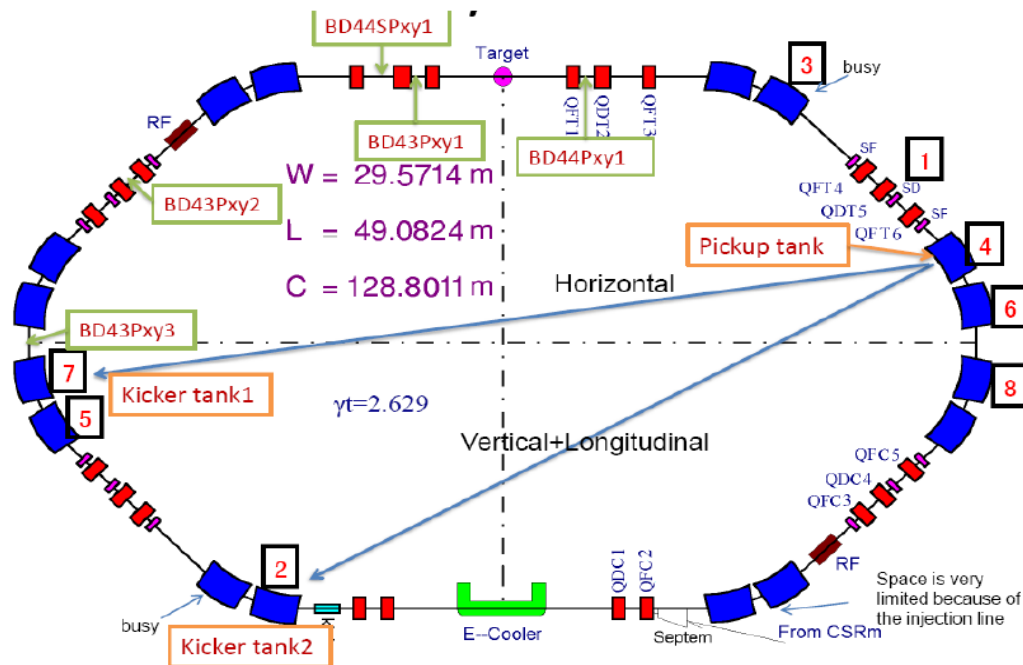 BD44SPxy1
Target
3
busy
RF
BD43Pxy1
BD44Pxy1
QFT1
QDT2
QFT3
SF
1
W = 29.5714 m
BD43Pxy2
QFT4
SD
QDT5
SF
QFT6
L = 49.0824 m
Pickup tank
4
C = 128.8011 m
Horizontal
6
BD43Pxy3
7
Kicker tank1
8
5
γt=2.629
Vertical+Longitudinal
QFC5
QDC4
QFC3
2
QDC1
QFC2
RF
Space is very
limited because of
the injection line
busy
E--Cooler
Septem
From CSRm
Kicker tank2